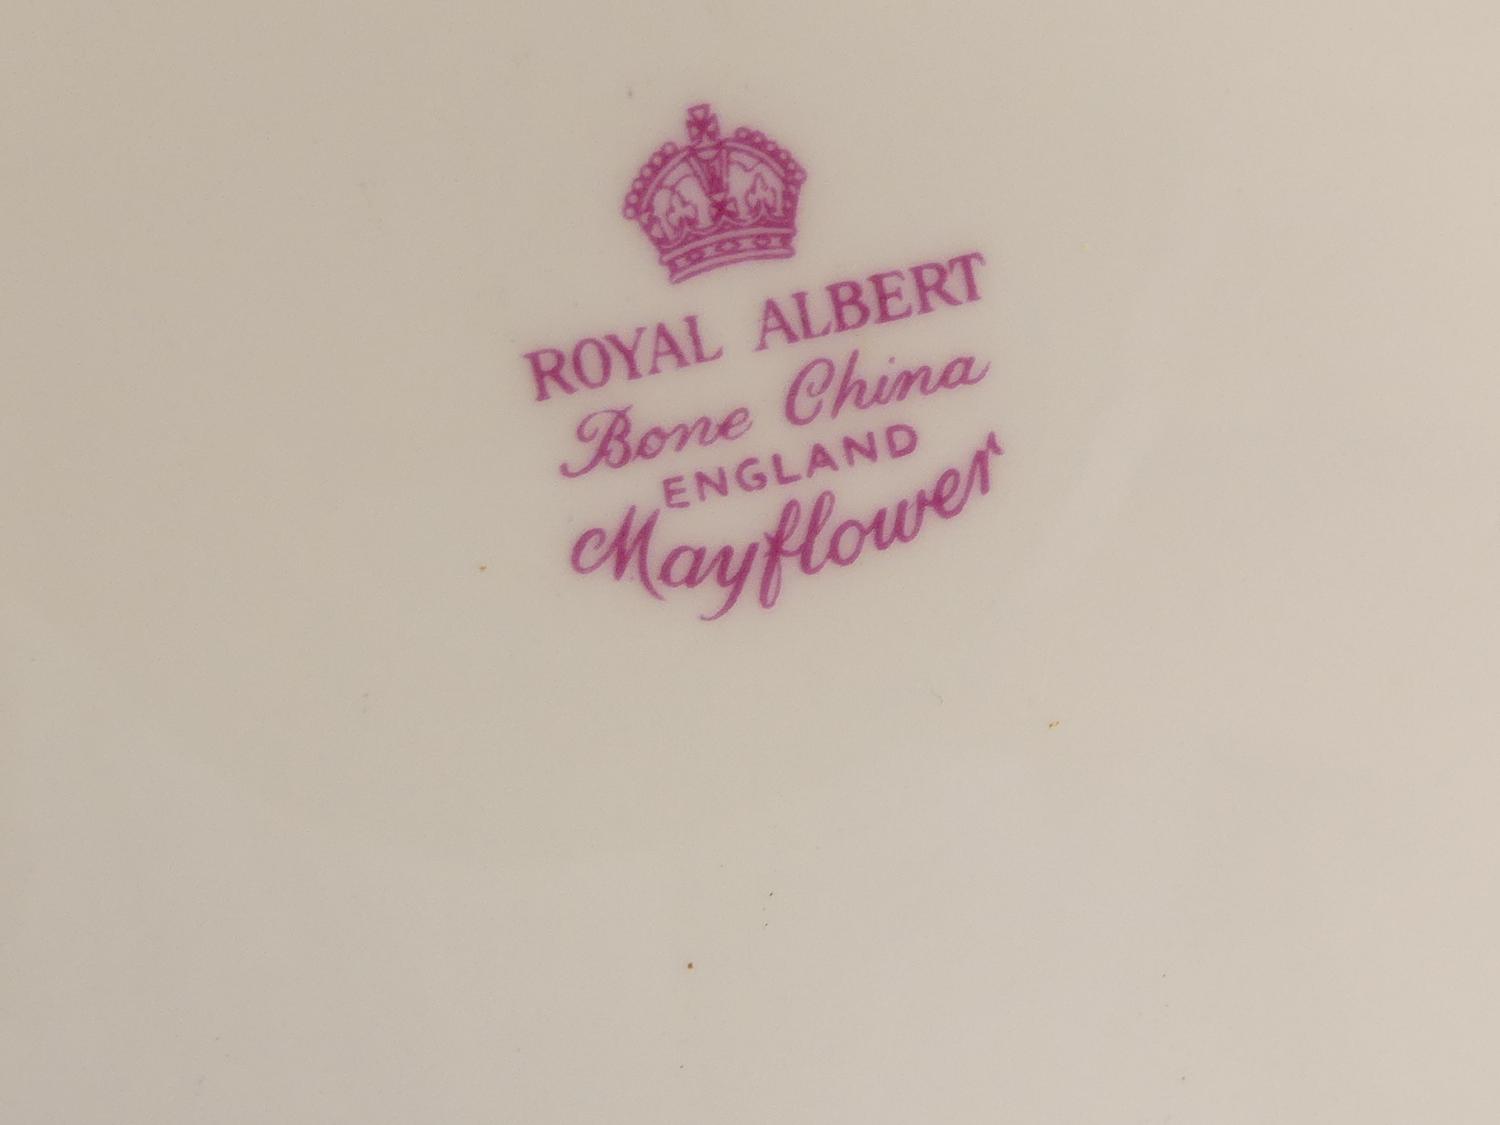 ROYAL ALBERT
Bone China
ENGLAND
Mayflower